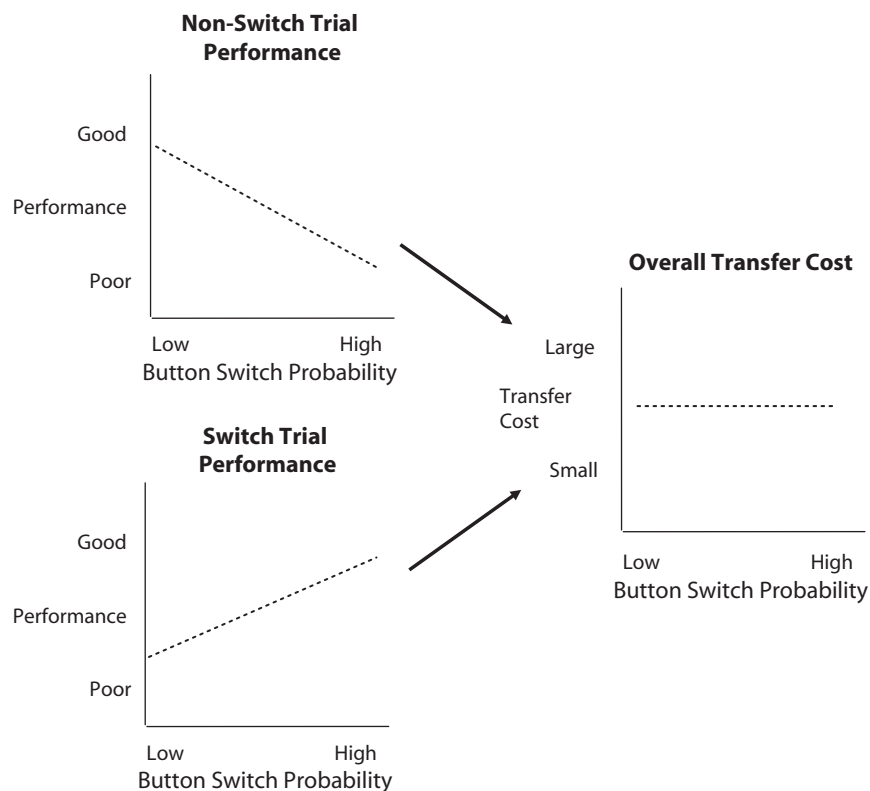 Non-Switch Trial
Performance
Good
Performance
Poor
Low High
Button Switch Probability
Switch Trial
Performance
Good
Performance
Poor
Low High
Button Switch Probability
Overall Transfer Cost
Large
Transfer
Cost
Small
Low High
Button Switch Probability